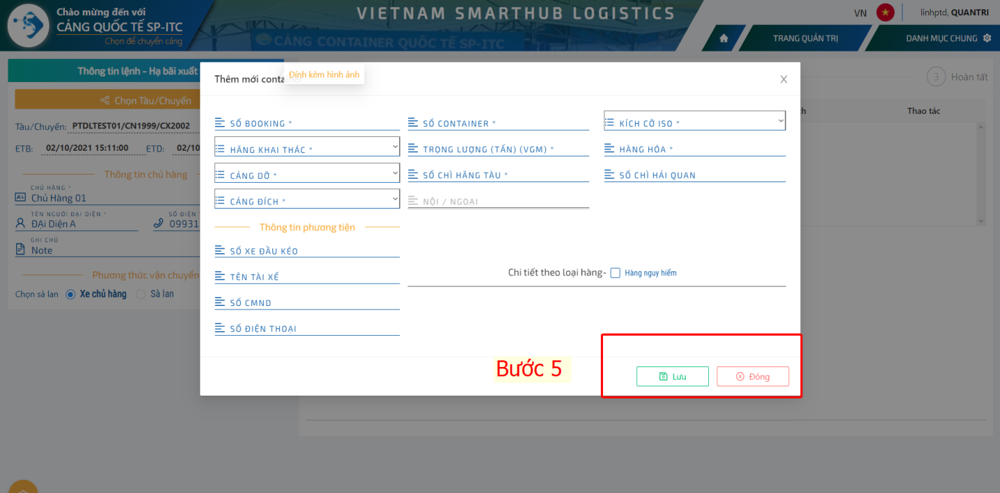 Chào mừng đến với
CẢNG QUỐC TẾ SP-ITC
Chọn để chuyển cảng
VIETNAM SMARTHUB LOGISTICS
CẢNG CONTAINER QUỐC TẾ SP-ITC
VN
linhptd, QUANTRI
TRANG QUẢN TRỊ
DANH MỤC CHUNG
Thông tin lệnh - Hạ bãi xuất
Chọn Tàu/Chuyến
Tàu/Chuyến: PTDLTEST01/CN1999/CX2002
ETB: 02/10/2021 15:11:00 ETD: 02/10
Thông tin chủ hàng
CHỦ HÀNG *
Chủ Hàng 01
TÊN NGƯỜI ĐẠI DIỆN *
ĐẠi Diện A
SỐ ĐIỆN
09931
GHI CHÚ
Note
Phương thức vận chuyển
Chọn sà lan Xe chủ hàng Sà lan
3 Hoàn tất
Thao tác
Thêm mới container
Đính kèm hình ảnh
SỐ BOOKING *
SỐ CONTAINER *
KÍCH CỠ ISO *
HÃNG KHAI THÁC *
TRỌNG LƯỢNG (TẤN) (VGM) *
HÀNG HÓA *
CẢNG DỠ *
SỐ CHÌ HÃNG TÀU *
SỐ CHÌ HẢI QUAN
CẢNG ĐÍCH *
NỘI / NGOẠI
Thông tin phương tiện
SỐ XE ĐẦU KÉO
TÊN TÀI XẾ
SỐ CMND
SỐ ĐIỆN THOẠI
Chi tiết theo loại hàng- Hàng nguy hiểm
Bước 5
Lưu
Đóng